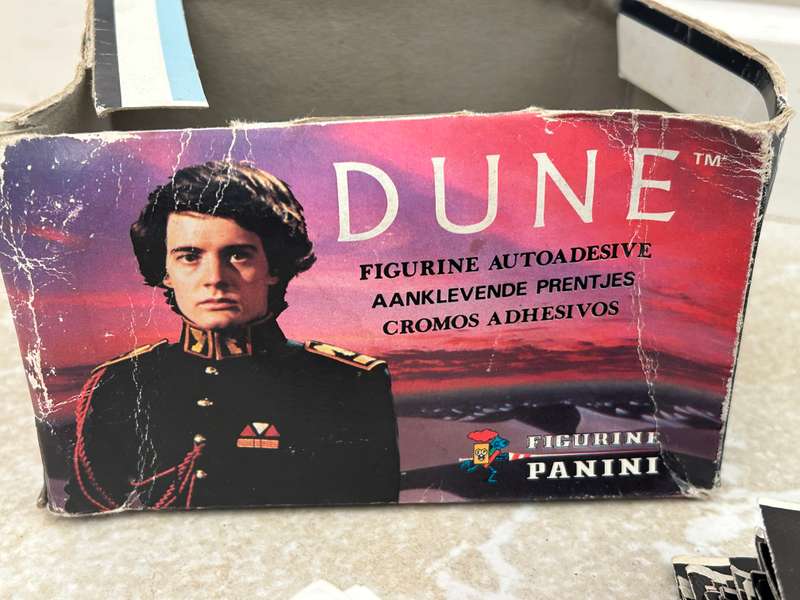 DUNE™
FIGURINE AUTOADESIVE
AANKLEVENDE PRENTJES
CROMOS ADHESIVOS
FIGURINE
PANINI